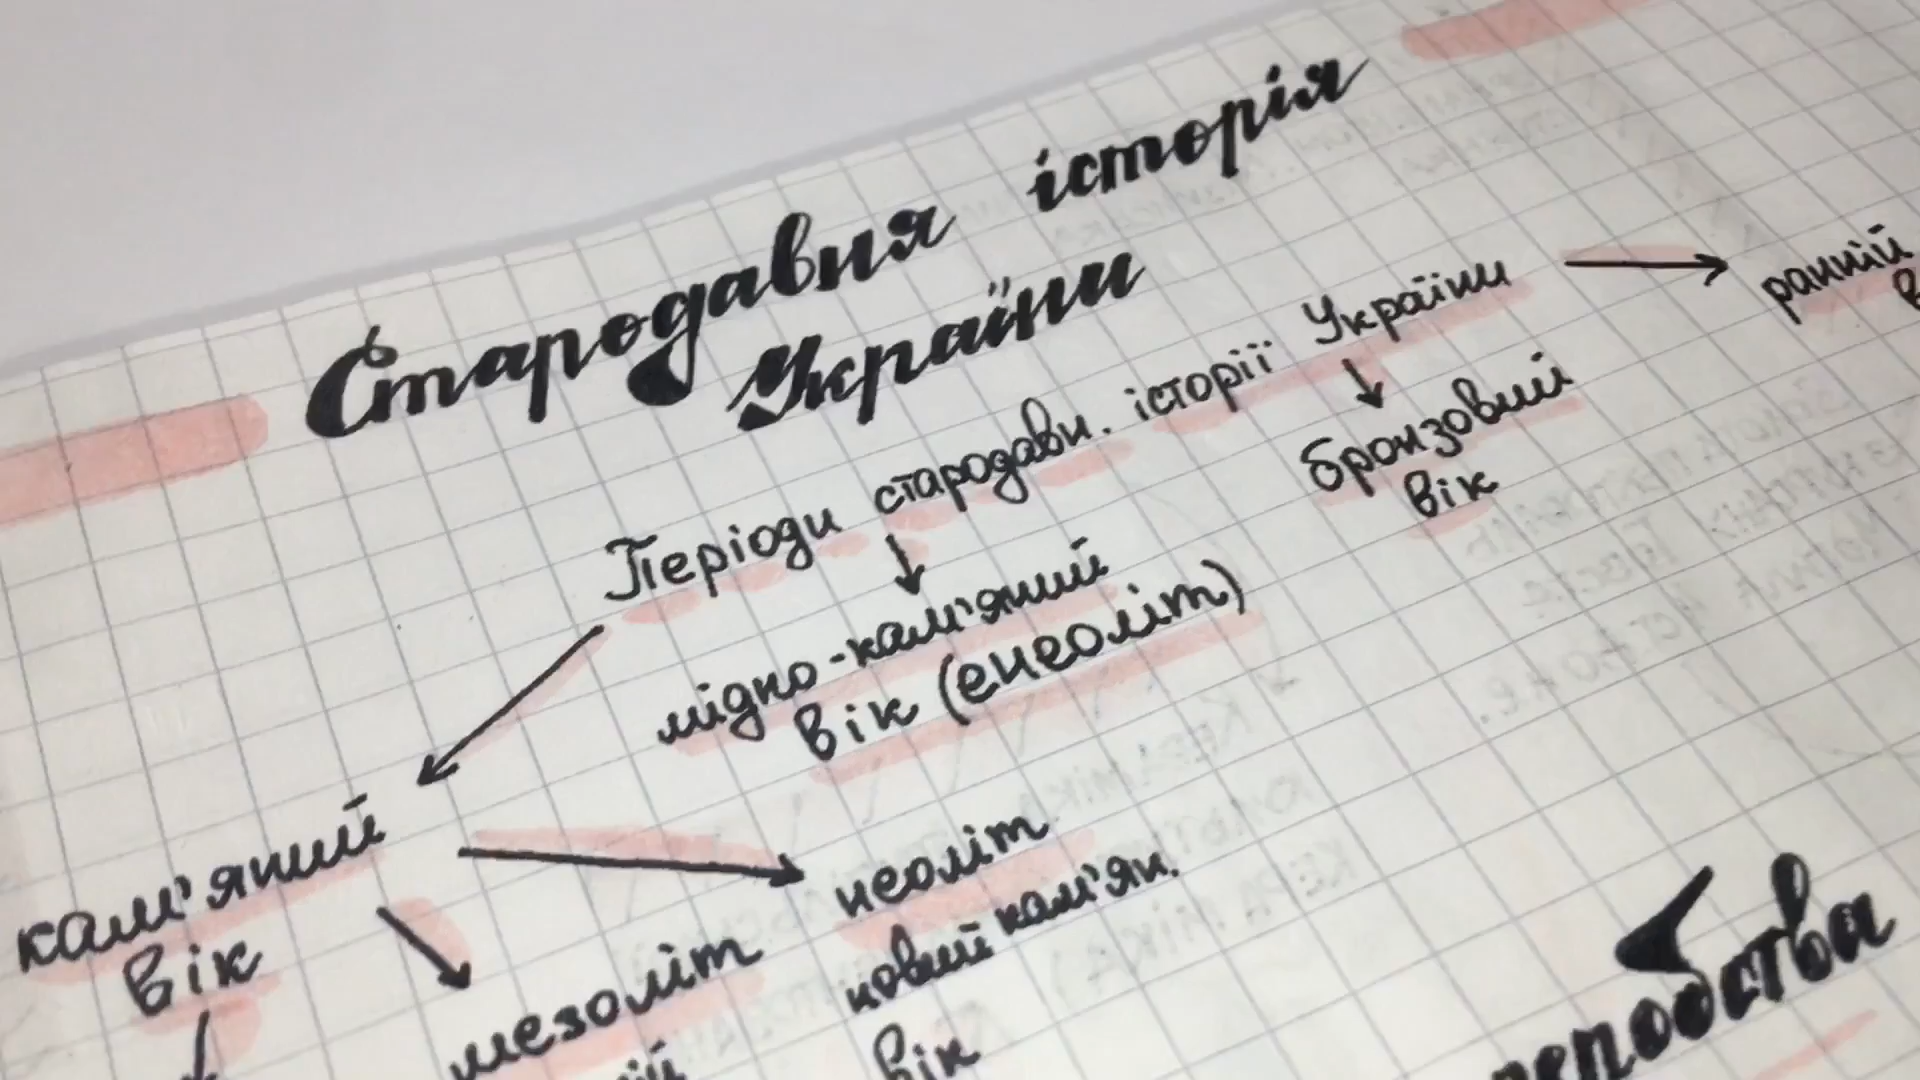 Стародавня історія
України
Періоди стародавн. історії України
ранній
бронзовий
вік
мідно-кам'яний
вік (енеоліт)
кам'яний
вік
неоліт
новий кам'ян.
вік
мезоліт